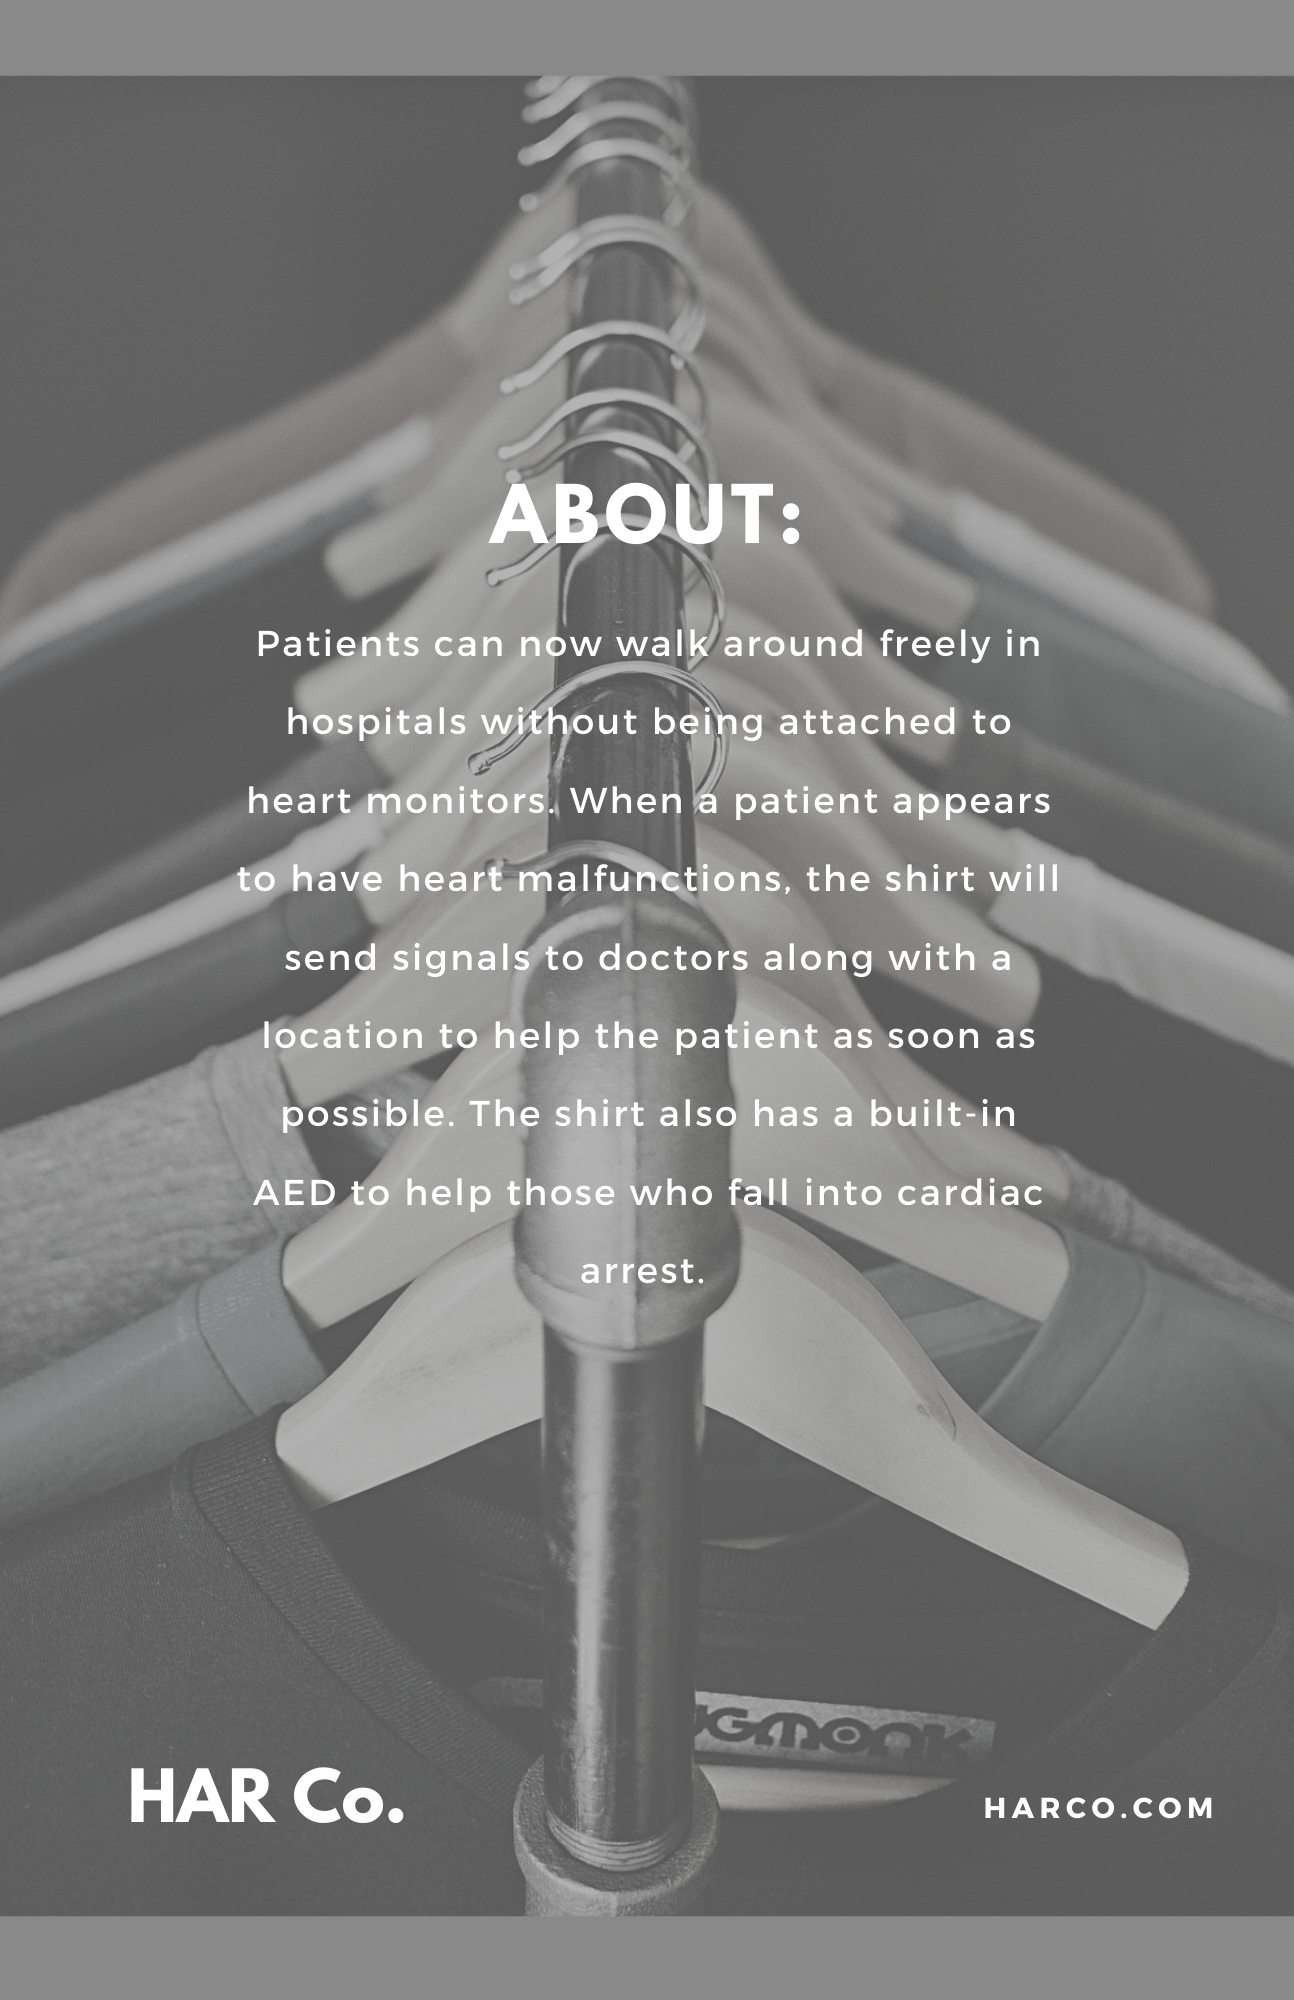 ABOUT:
Patients can now walk around freely in
hospitals without being attached to
heart monitors. When a patient appears
to have heart malfunctions, the shirt will
send signals to doctors along with a
location to help the patient as soon as
possible. The shirt also has a built-in
AED to help those who fall into cardiac
arrest.
HAR Co.
HARCO.COM